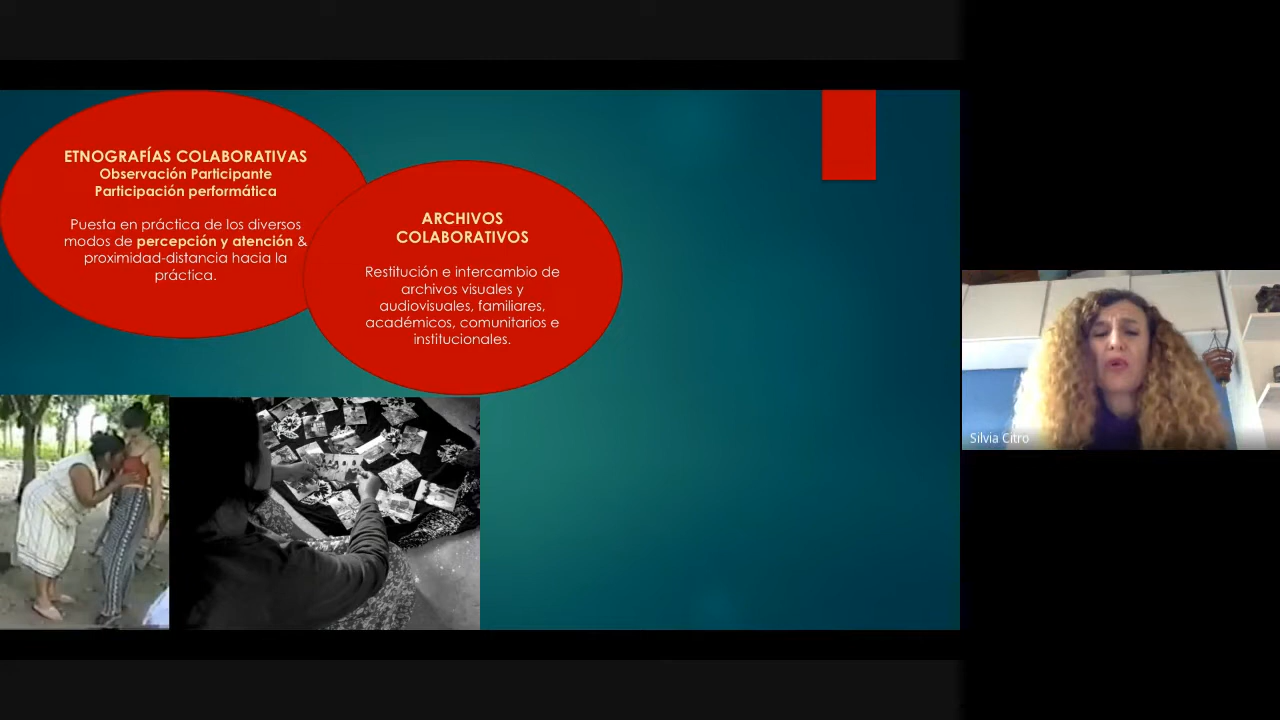 ETNOGRAFÍAS COLABORATIVAS
Observación Participante
Participación performática
Puesta en práctica de los diversos
modos de percepción y atención &
proximidad-distancia hacia la
práctica.
ARCHIVOS
COLABORATIVOS
Restitución e intercambio de
archivos visuales y
audiovisuales, familiares,
académicos, comunitarios e
institucionales.
Silvia Citro